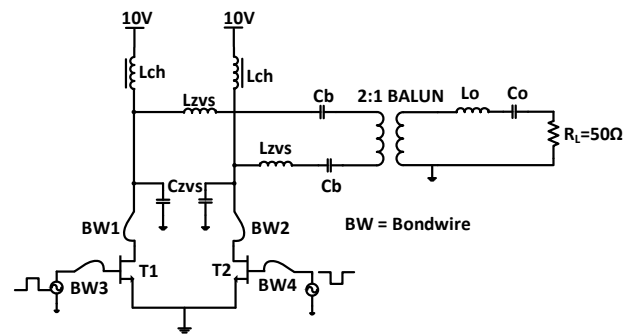 10V 10V
Lch Lch
Lzvs Cb 2:1 BALUN Lo Co
RL=50Ω
Lzvs
Cb
Czvs
BW1 BW2 BW = Bondwire
T1 T2
BW3 BW4